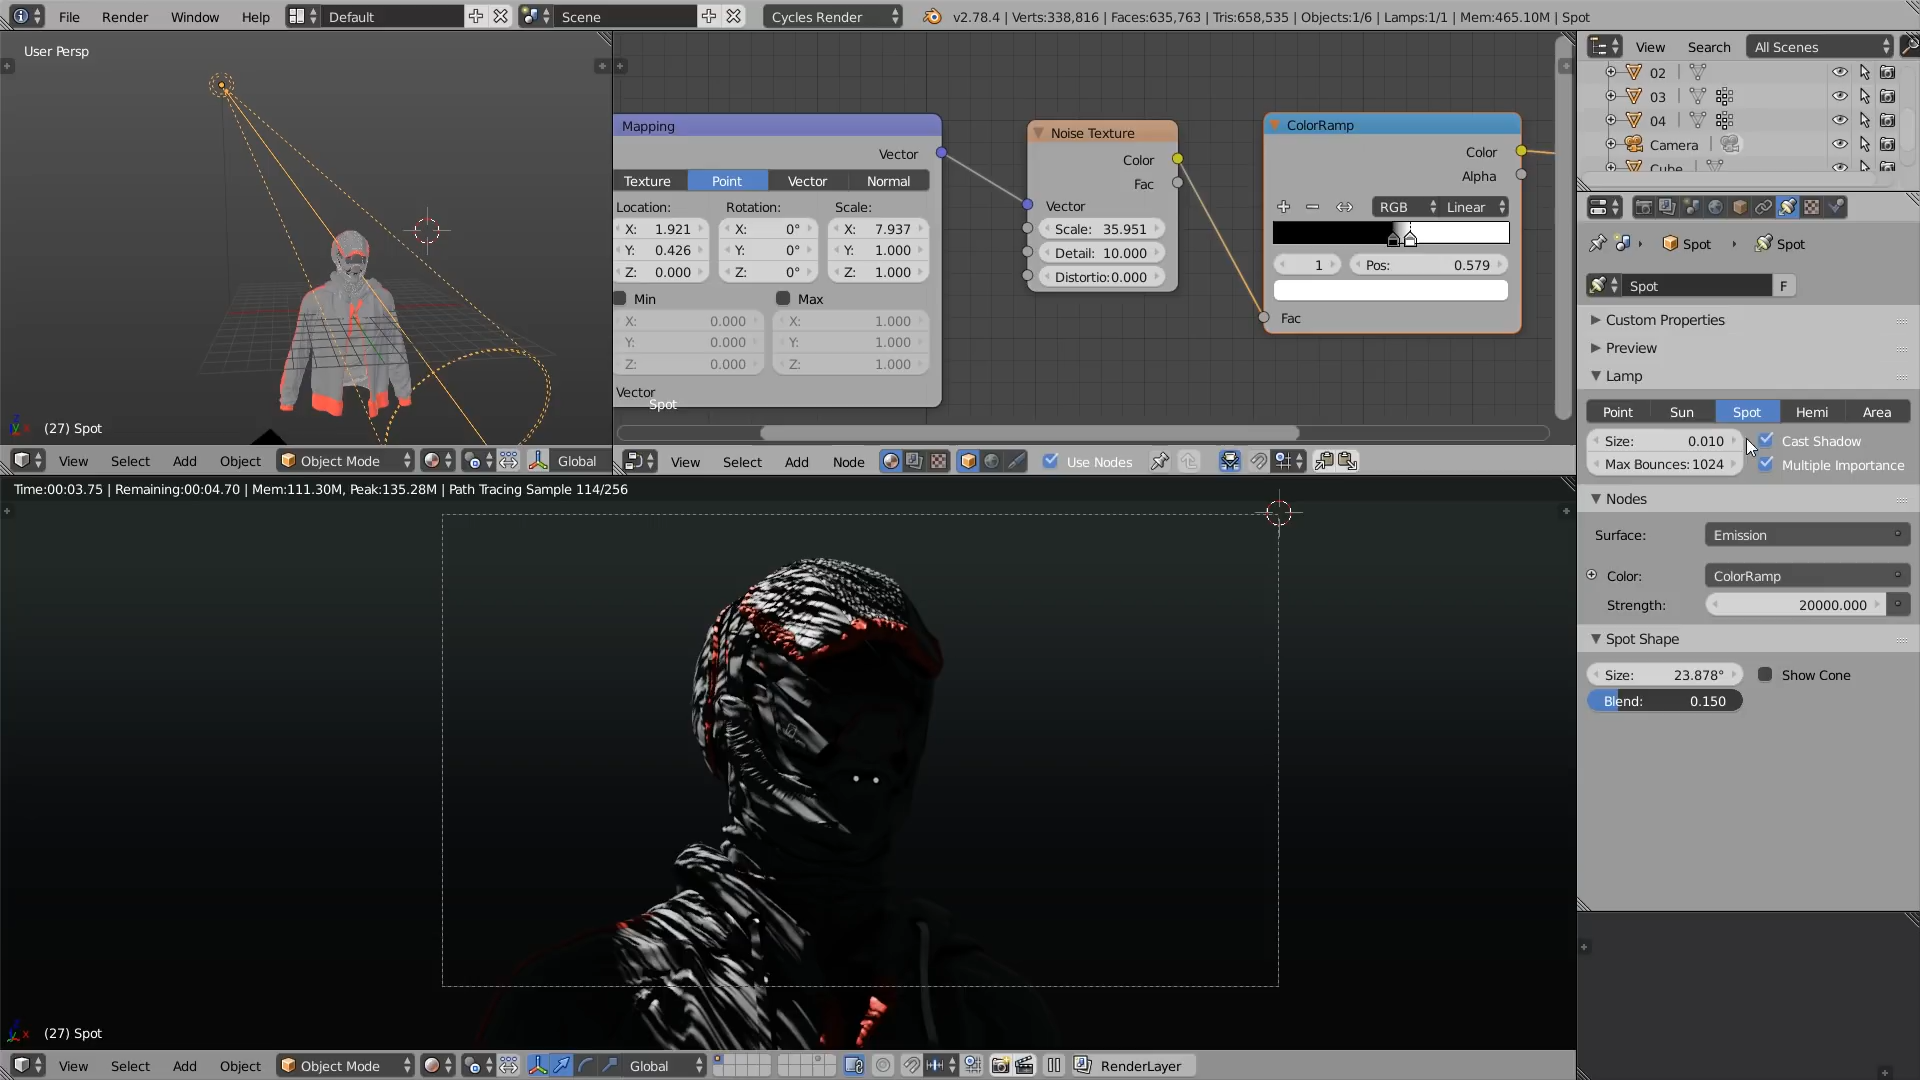 File Render Window Help Default Scene Cycles Render v2.78.4 | Verts:338,816 | Faces:635,763 | Tris:658,535 | Objects:1/6 | Lamps:1/1 | Mem:465.10M | Spot
User Persp
(27) Spot
View Select Add Object Object Mode Global
Mapping
Vector
Texture Point Vector Normal
Location: Rotation: Scale:
X: 1.921 X: 0° X: 7.937
Y: 0.426 Y: 0° Y: 1.000
Z: 0.000 Z: 0° Z: 1.000
Min Max
X: 0.000 X: 1.000
Y: 0.000 Y: 1.000
Z: 0.000 Z: 1.000
Vector
Spot
Noise Texture
Color
Fac
Vector
Scale: 35.951
Detail: 10.000
Distortio: 0.000
ColorRamp
Color
Alpha
RGB Linear
1 Pos: 0.579
Fac
View Select Add Node Use Nodes
View Search All Scenes
02
03
04
Camera
Cube
Spot Spot
Spot F
Custom Properties
Preview
Lamp
Point Sun Spot Hemi Area
Size: 0.010 Cast Shadow
Max Bounces: 1024 Multiple Importance
Nodes
Surface: Emission
Color: ColorRamp
Strength: 20000.000
Spot Shape
Size: 23.878° Show Cone
Blend: 0.150
Time:00:03.75 | Remaining:00:04.70 | Mem:111.30M, Peak:135.28M | Path Tracing Sample 114/256
(27) Spot
View Select Add Object Object Mode Global RenderLayer